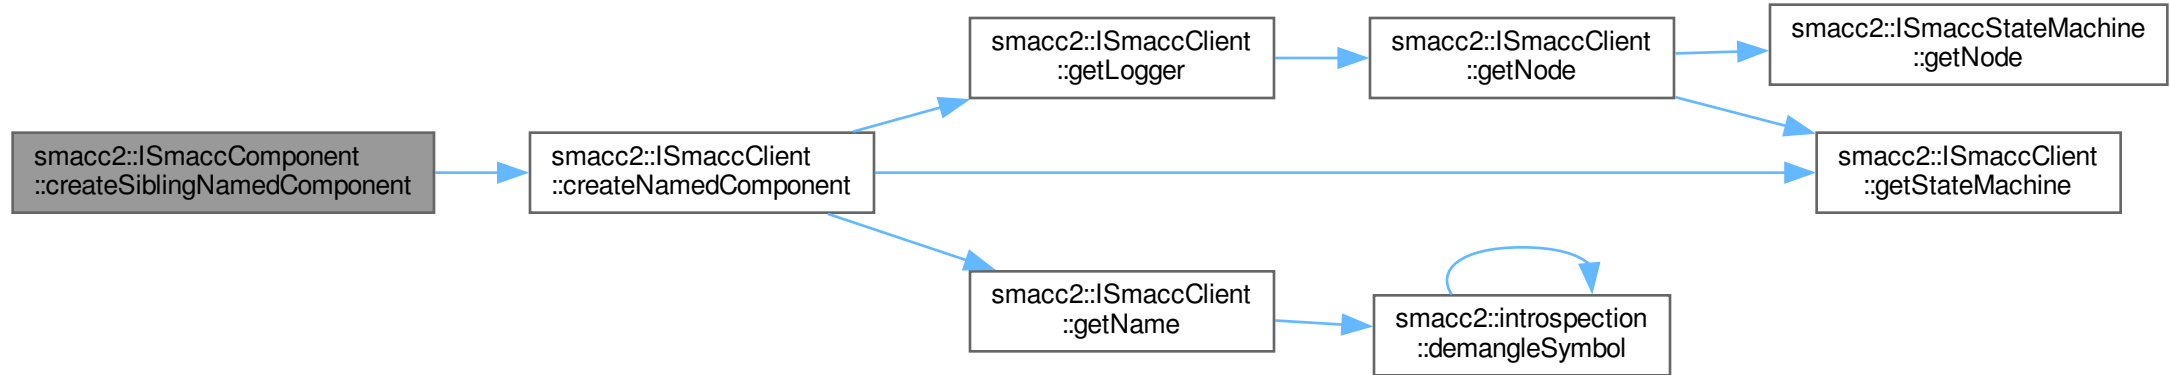 smacc2::ISmaccComponent
::createSiblingNamedComponent
smacc2::ISmaccClient
::createNamedComponent
smacc2::ISmaccClient
::getLogger
smacc2::ISmaccClient
::getNode
smacc2::ISmaccStateMachine
::getNode
smacc2::ISmaccClient
::getStateMachine
smacc2::ISmaccClient
::getName
smacc2::introspection
::demangleSymbol